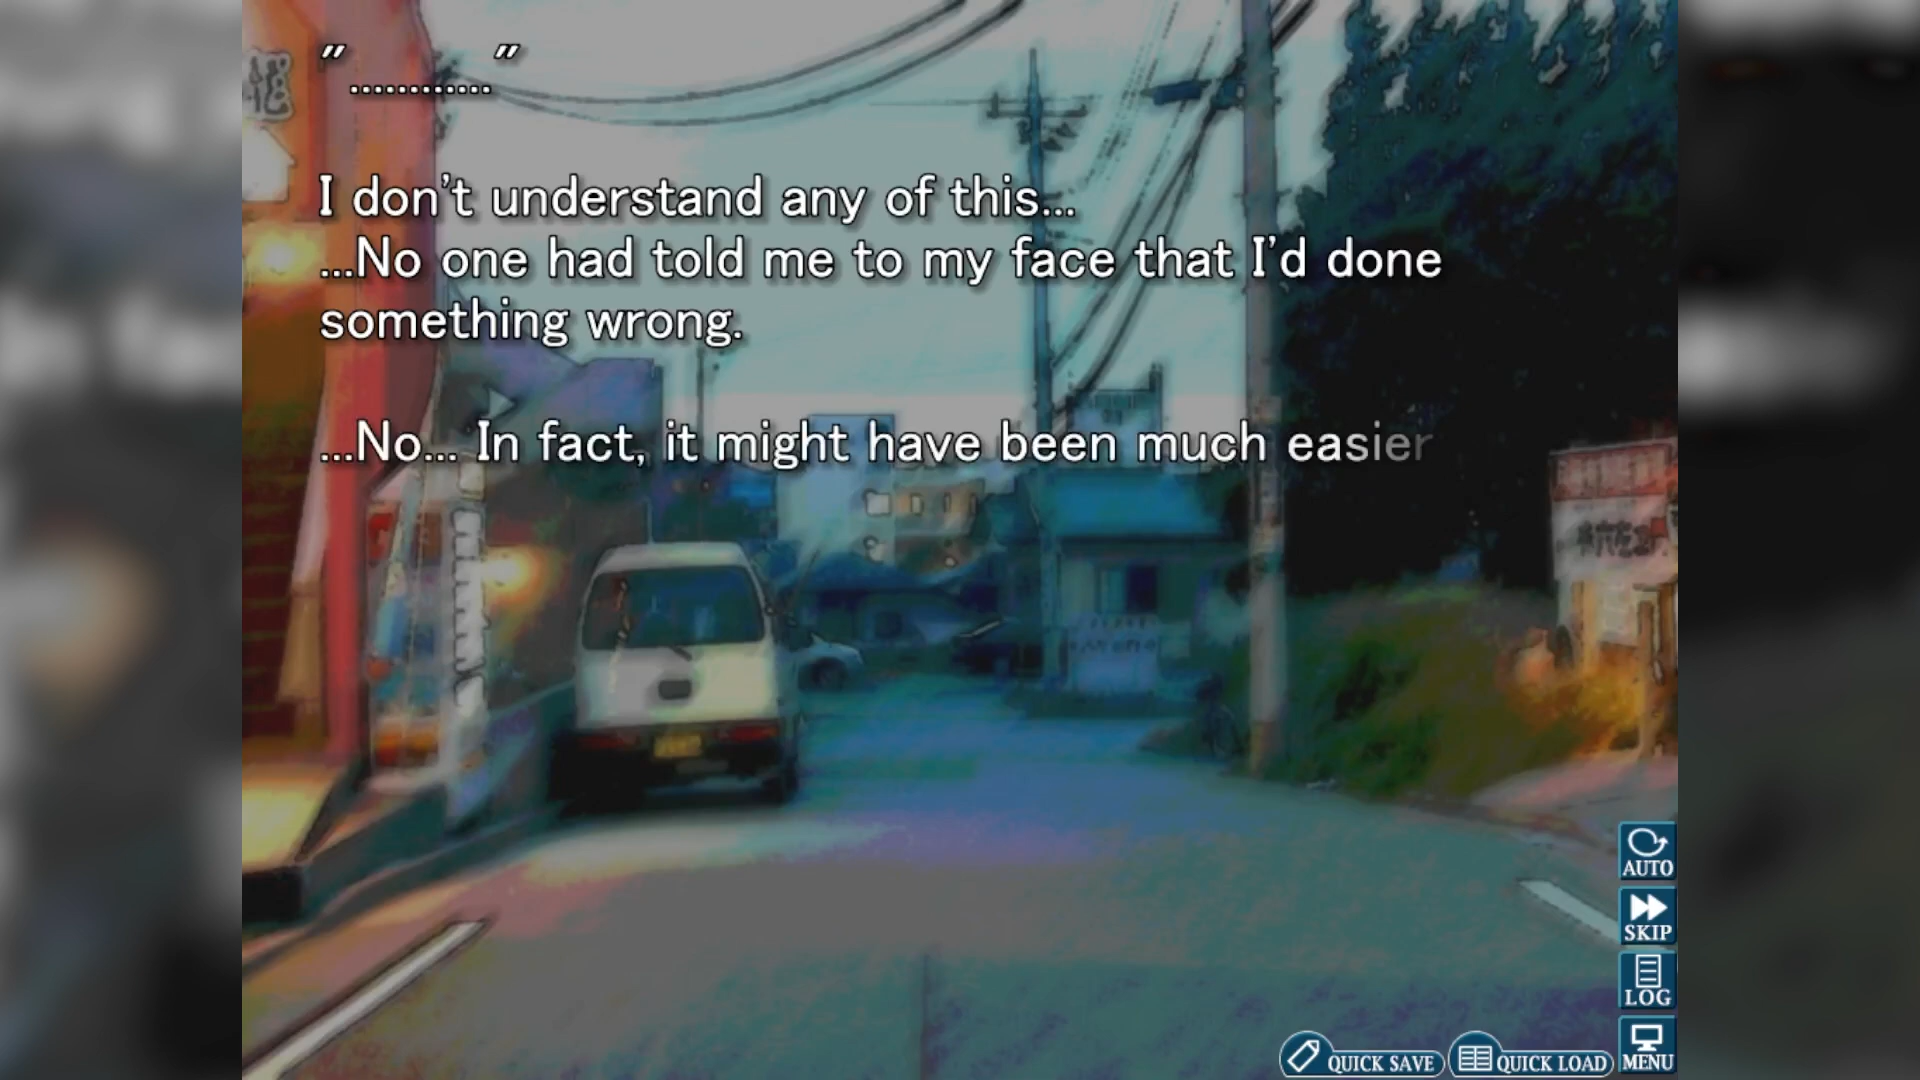 "............"
I don't understand any of this...
...No one had told me to my face that I'd done
something wrong.
...No... In fact, it might have been much easier
AUTO
SKIP
LOG
MENU
QUICK SAVE
QUICK LOAD